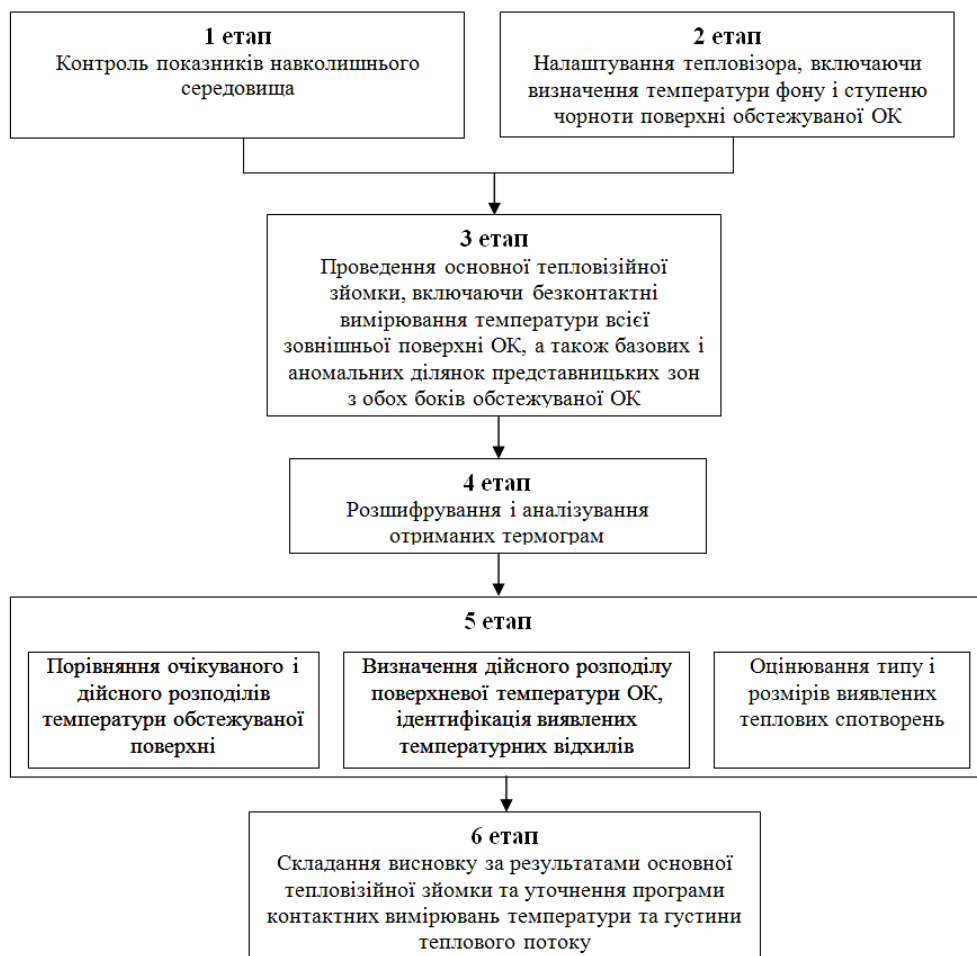 1 етап
Контроль показників навколишнього
середовища
2 етап
Налаштування тепловізора, включаючи
визначення температури фону і ступеню
чорноти поверхні обстежуваної ОК
3 етап
Проведення основної тепловізійної
зйомки, включаючи безконтактні
вимірювання температури всієї
зовнішньої поверхні ОК, а також базових і
аномальних ділянок представницьких зон
з обох боків обстежуваної ОК
4 етап
Розшифрування і аналізування
отриманих термограм
5 етап
Порівняння очікуваного і
дійсного розподілів
температури обстежуваної
поверхні
Визначення дійсного розподілу
поверхневої температури ОК,
ідентифікація виявлених
температурних відхилів
Оцінювання типу і
розмірів виявлених
теплових спотворень
6 етап
Складання висновку за результатами основної
тепловізійної зйомки та уточнення програми
контактних вимірювань температури та густини
теплового потоку